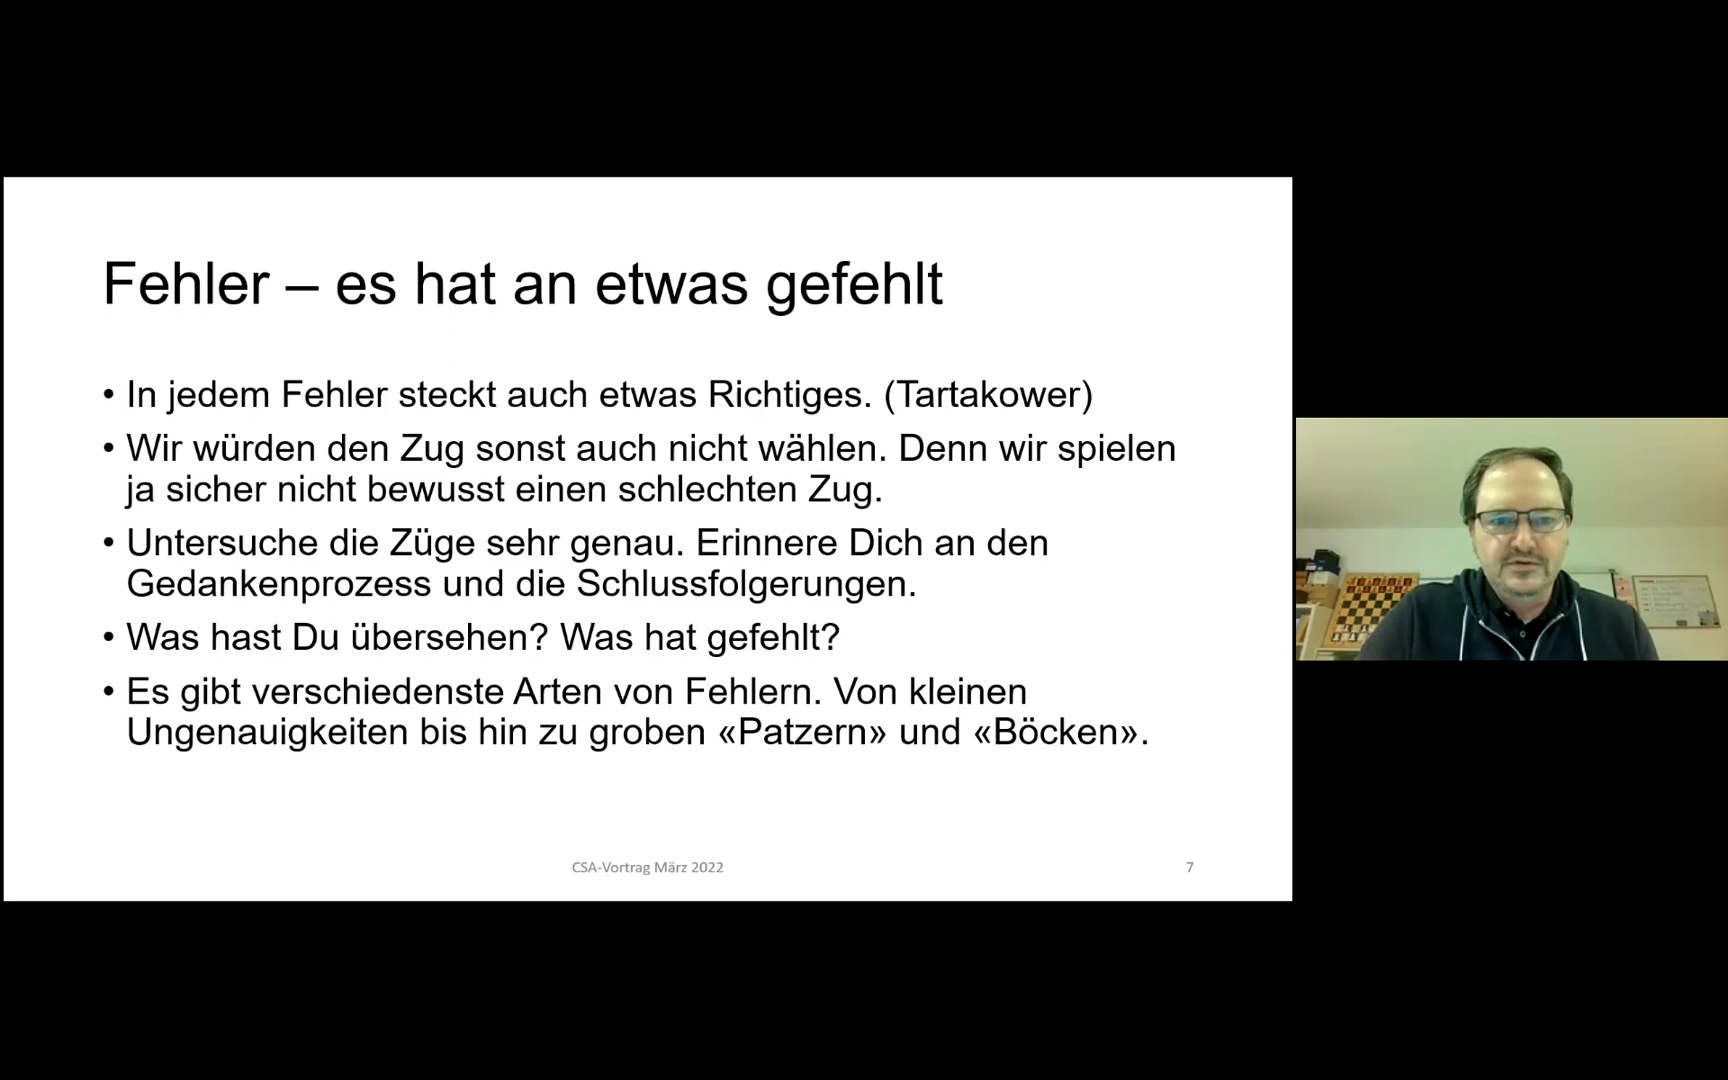 Fehler – es hat an etwas gefehlt
• In jedem Fehler steckt auch etwas Richtiges. (Tartakower)
• Wir würden den Zug sonst auch nicht wählen. Denn wir spielen
ja sicher nicht bewusst einen schlechten Zug.
• Untersuche die Züge sehr genau. Erinnere Dich an den
Gedankenprozess und die Schlussfolgerungen.
• Was hast Du übersehen? Was hat gefehlt?
• Es gibt verschiedenste Arten von Fehlern. Von kleinen
Ungenauigkeiten bis hin zu groben «Patzern» und «Böcken».
CSA-Vortrag März 2022
7